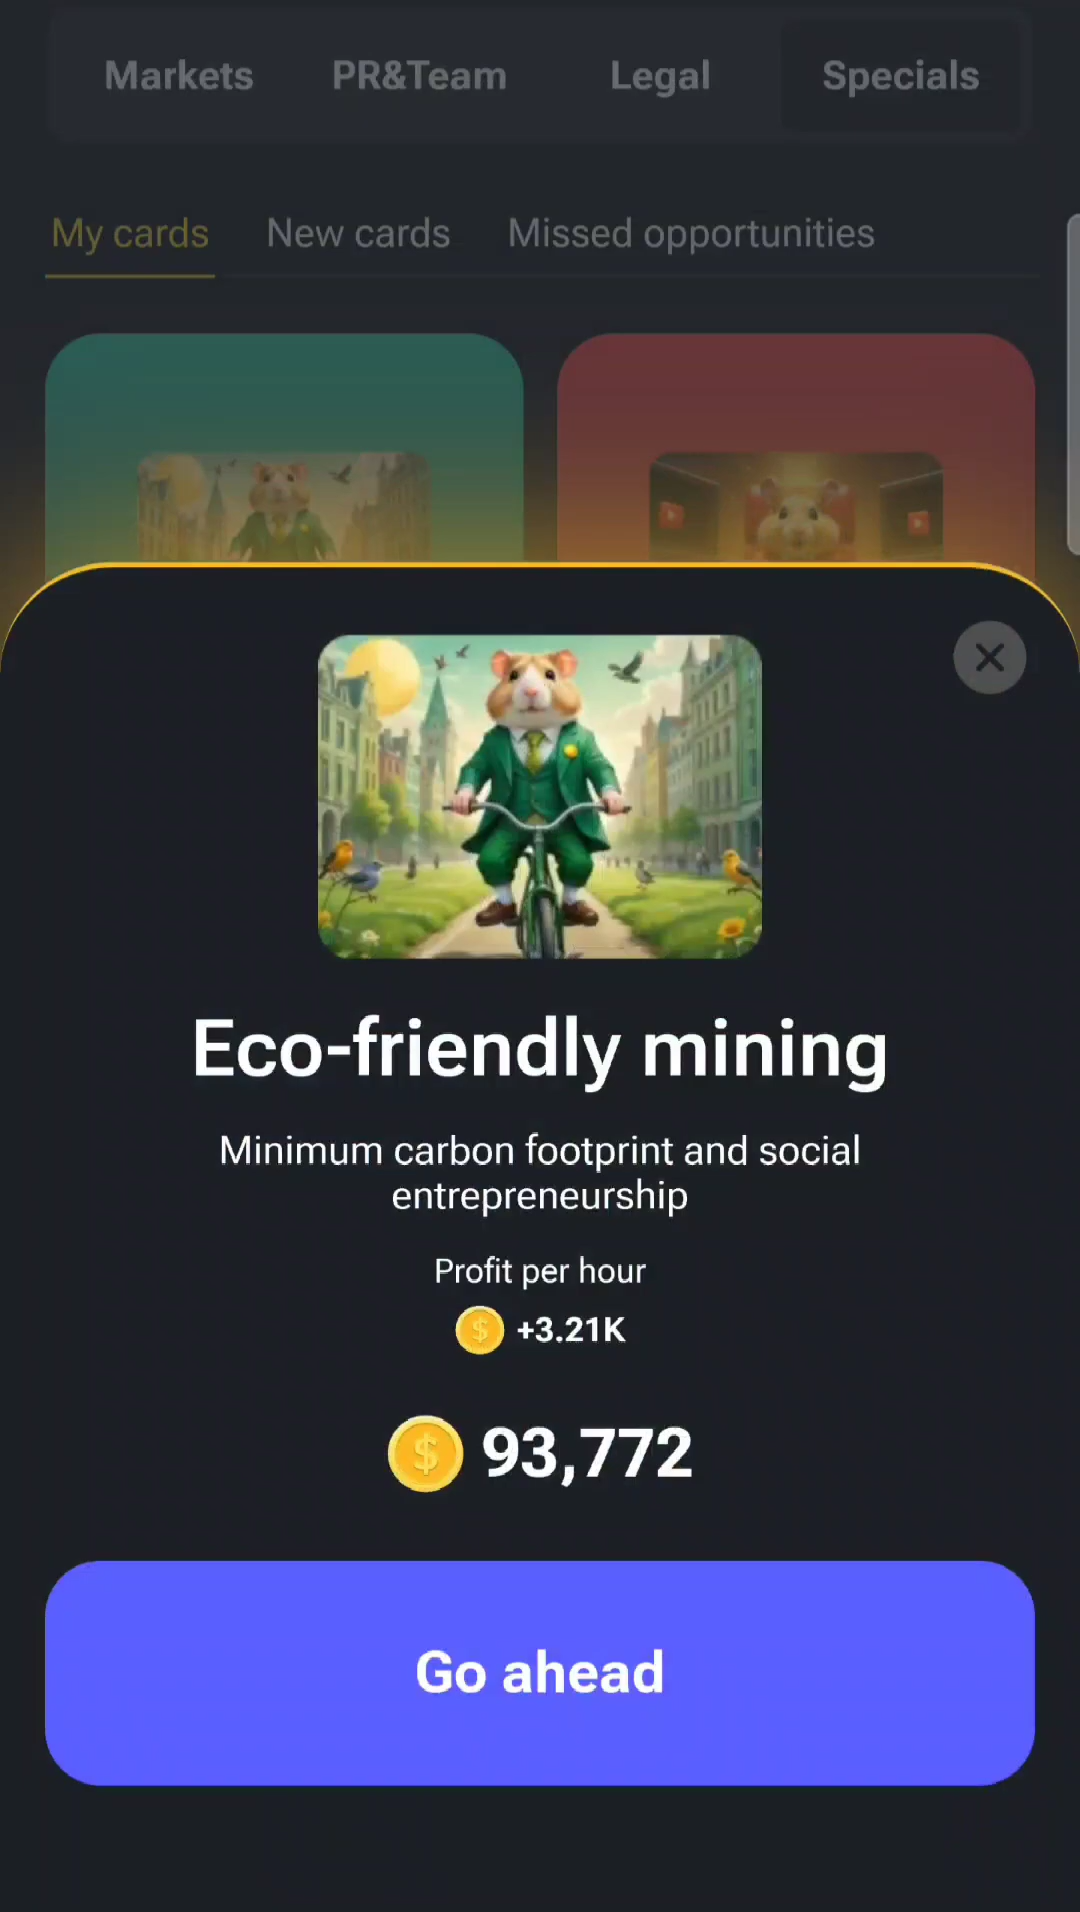 Markets PR&Team Legal Specials
My cards New cards Missed opportunities
Eco-friendly mining
Minimum carbon footprint and social
entrepreneurship
Profit per hour
$ +3.21K
$ 93,772
Go ahead